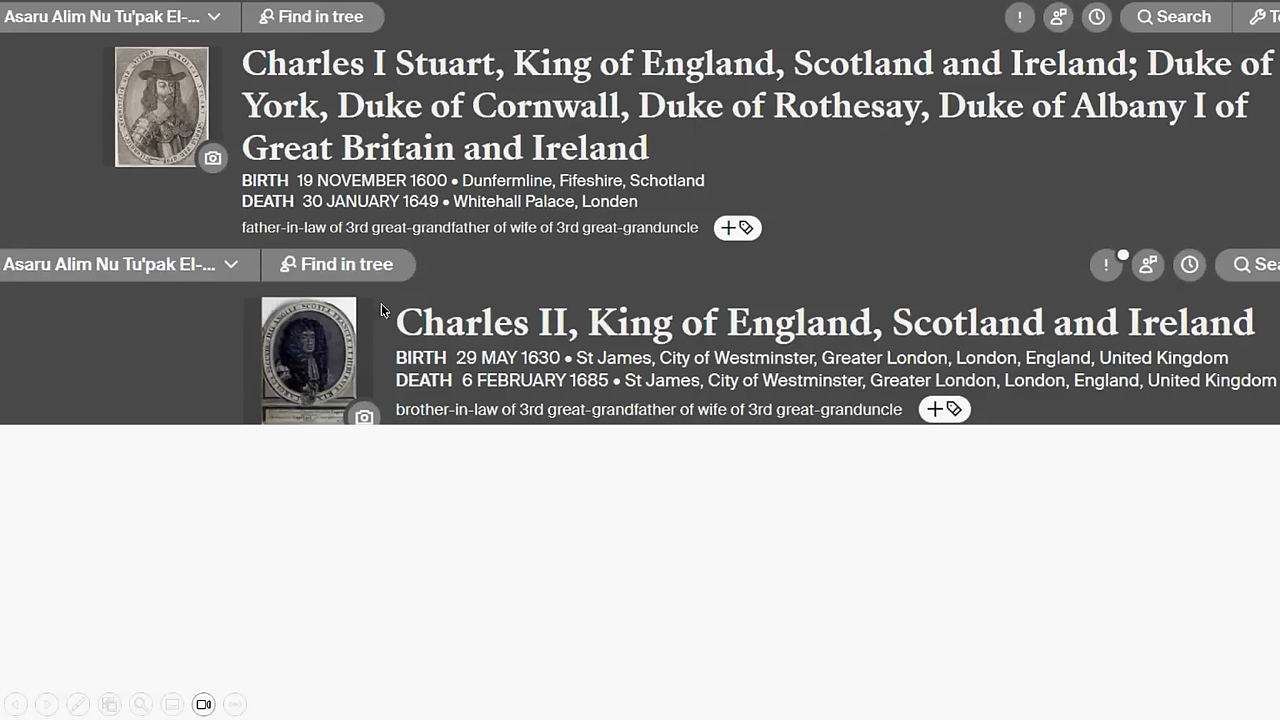 Asaru Alim Nu Tu'pak El-...
Find in tree
Search
Charles I Stuart, King of England, Scotland and Ireland; Duke of
York, Duke of Cornwall, Duke of Rothesay, Duke of Albany I of
Great Britain and Ireland
BIRTH 19 NOVEMBER 1600 • Dunfermline, Fifeshire, Schotland
DEATH 30 JANUARY 1649 • Whitehall Palace, Londen
father-in-law of 3rd great-grandfather of wife of 3rd great-granduncle
Asaru Alim Nu Tu'pak El-...
Find in tree
Charles II, King of England, Scotland and Ireland
BIRTH 29 MAY 1630 • St James, City of Westminster, Greater London, London, England, United Kingdom
DEATH 6 FEBRUARY 1685 • St James, City of Westminster, Greater London, London, England, United Kingdom
brother-in-law of 3rd great-grandfather of wife of 3rd great-granduncle